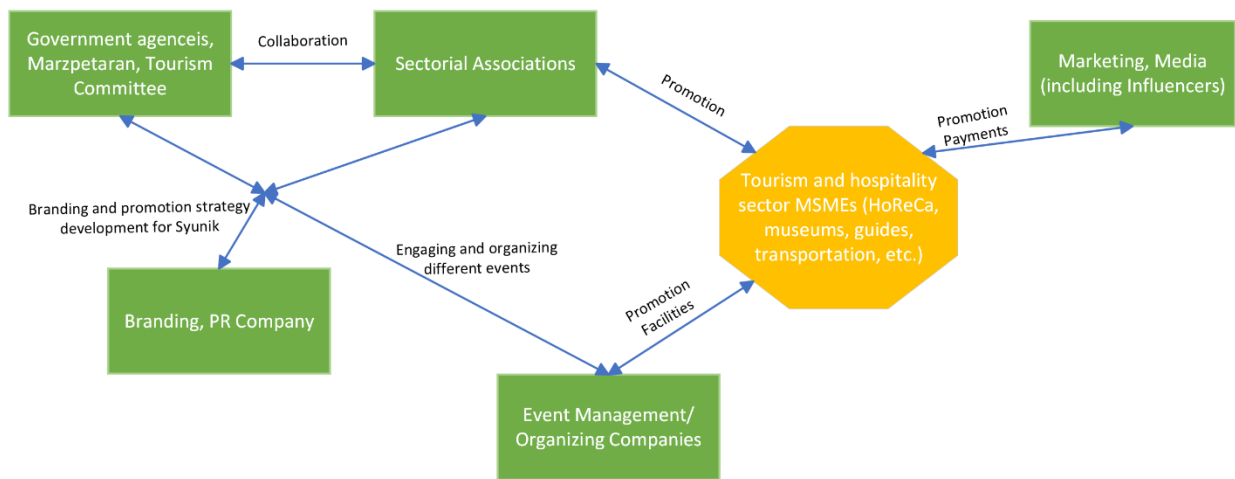 Government agenceis,
Marzpetaran, Tourism
Committee
Collaboration
Sectorial Associations
Promotion
Marketing, Media
(including Influencers)
Promotion
Payments
Tourism and hospitality
sector MSMEs (HoReCa,
museums, guides,
transportation, etc.)
Branding and promotion strategy
development for Syunik
Engaging and organizing
different events
Promotion
Facilities
Branding, PR Company
Event Management/
Organizing Companies